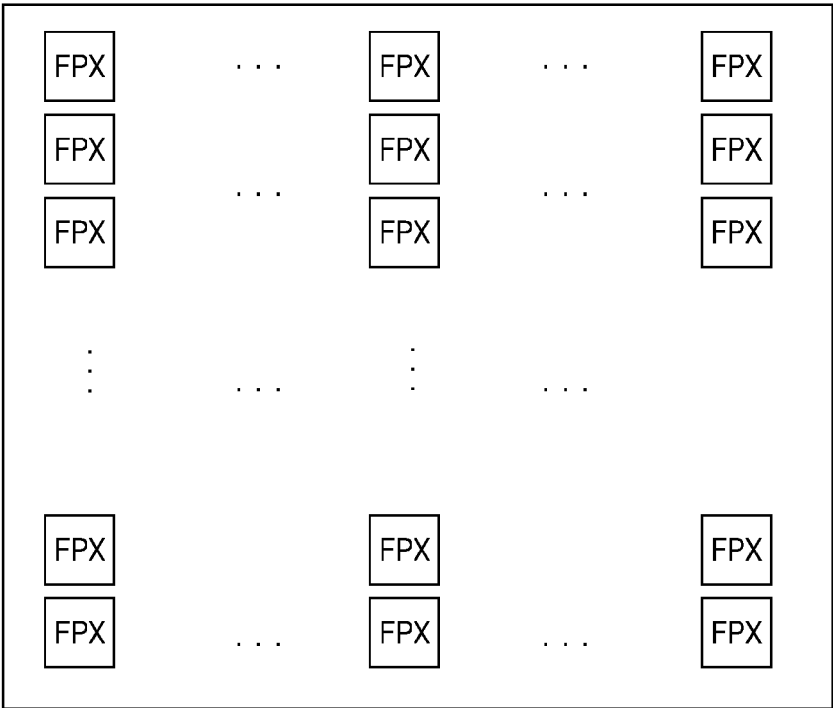 FPX . . . FPX . . . FPX
FPX FPX FPX
. . . . . .
FPX FPX FPX
. . . . . . . . . . . .
FPX FPX FPX
FPX . . . FPX . . . FPX